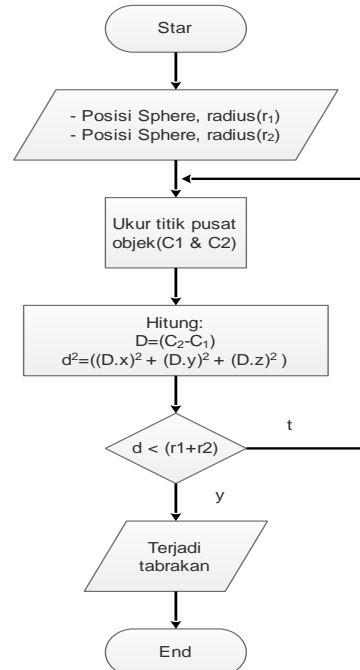 Star
- Posisi Sphere, radius(r₁)
- Posisi Sphere, radius(r₂)
Ukur titik pusat
objek(C1 & C2)
Hitung:
D=(C₂-C₁)
d²=((D.x)² + (D.y)² + (D.z)² )
d < (r1+r2)
t
y
Terjadi
tabrakan
End